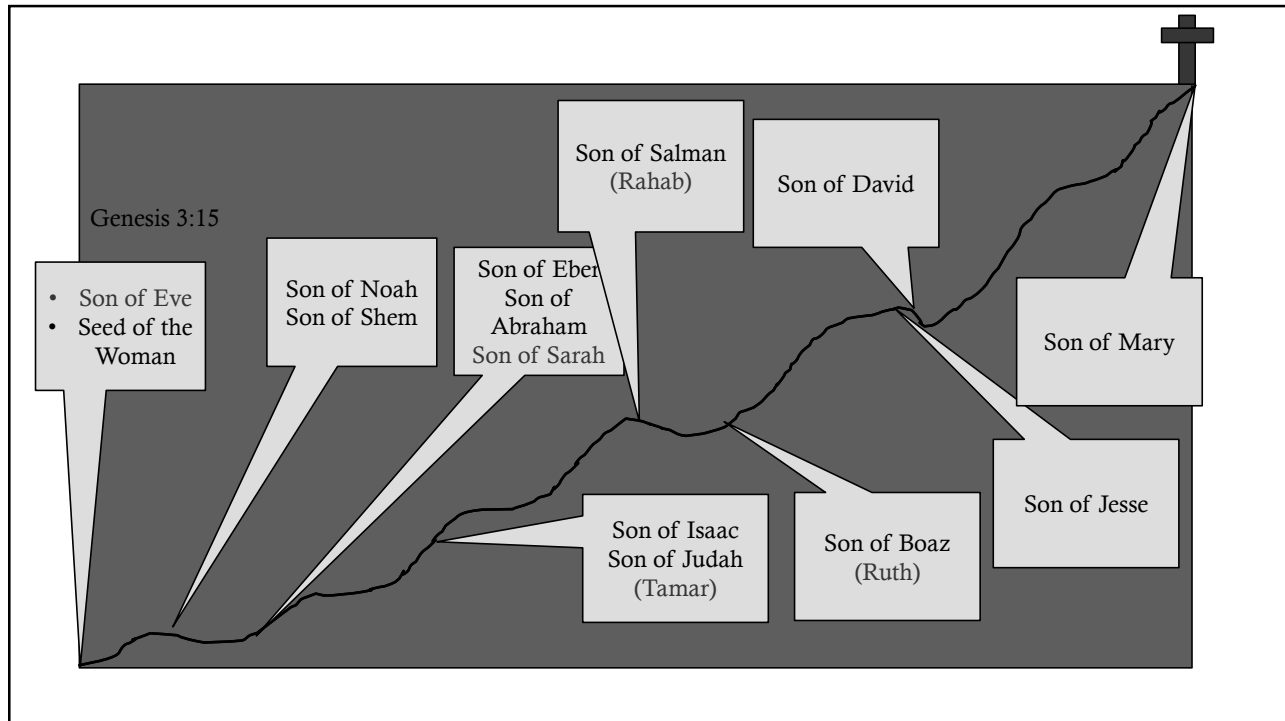 Genesis 3:15
• Son of Eve
• Seed of the
Woman
Son of Noah
Son of Shem
Son of Eber
Son of
Abraham
Son of Sarah
Son of Isaac
Son of Judah
(Tamar)
Son of Salman
(Rahab)
Son of Boaz
(Ruth)
Son of Jesse
Son of David
Son of Mary